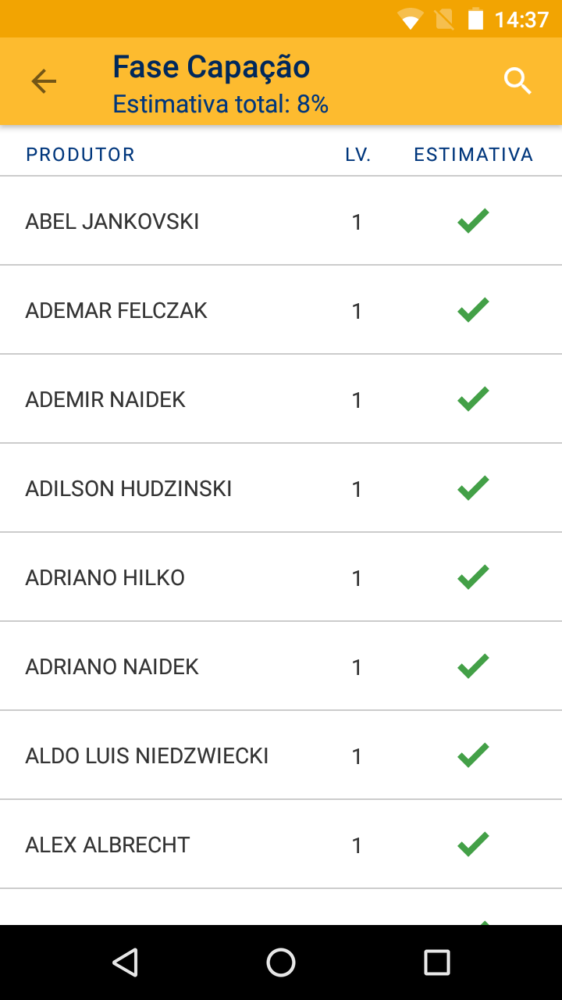 14:37
Fase Capação
Estimativa total: 8%
PRODUTOR LV. ESTIMATIVA
ABEL JANKOVSKI 1
ADEMAR FELCZAK 1
ADEMIR NAIDEK 1
ADILSON HUDZINSKI 1
ADRIANO HILKO 1
ADRIANO NAIDEK 1
ALDO LUIS NIEDZWIECKI 1
ALEX ALBRECHT 1